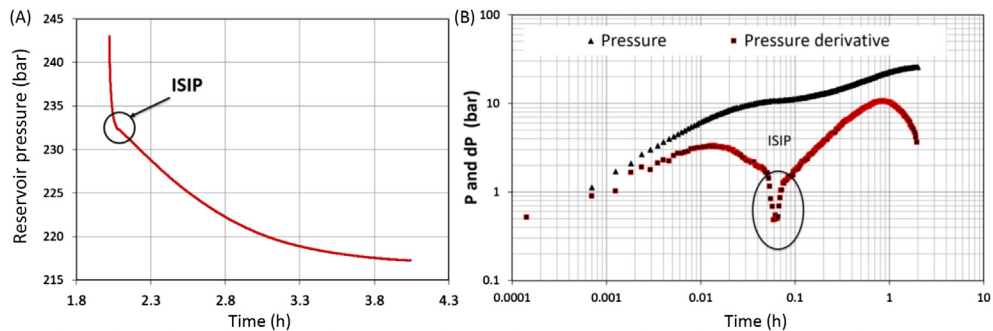 (A)
Reservoir pressure (bar)
245
240
235
230
225
220
215
ISIP
1.8 2.3 2.8 3.3 3.8 4.3
Time (h)
(B)
P and dP (bar)
100
10
1
0.1
Pressure Pressure derivative
ISIP
0.0001 0.001 0.01 0.1 1 10
Time (h)